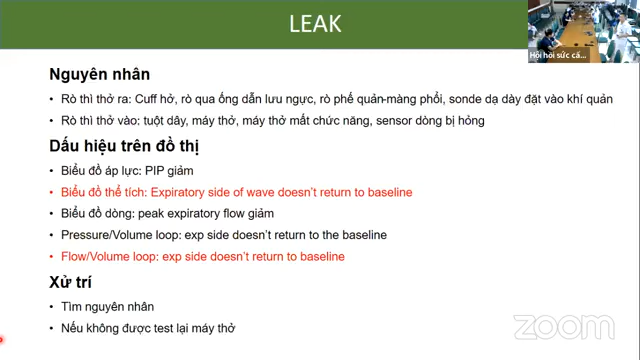 LEAK
Nguyên nhân
• Rò thì thở ra: Cuff hở, rò qua ống dẫn lưu ngực, rò phế quản-màng phổi, sonde dạ dày đặt vào khí quản
• Rò thì thở vào: tuột dây, máy thở, máy thở mất chức năng, sensor dòng bị hỏng
Dấu hiệu trên đồ thị
• Biểu đồ áp lực: PIP giảm
• Biểu đồ thể tích: Expiratory side of wave doesn't return to baseline
• Biểu đồ dòng: peak expiratory flow giảm
• Pressure/Volume loop: exp side doesn't return to the baseline
• Flow/Volume loop: exp side doesn't return to baseline
Xử trí
• Tìm nguyên nhân
• Nếu không được test lại máy thở
Hội hồi sức cấ...
zoom